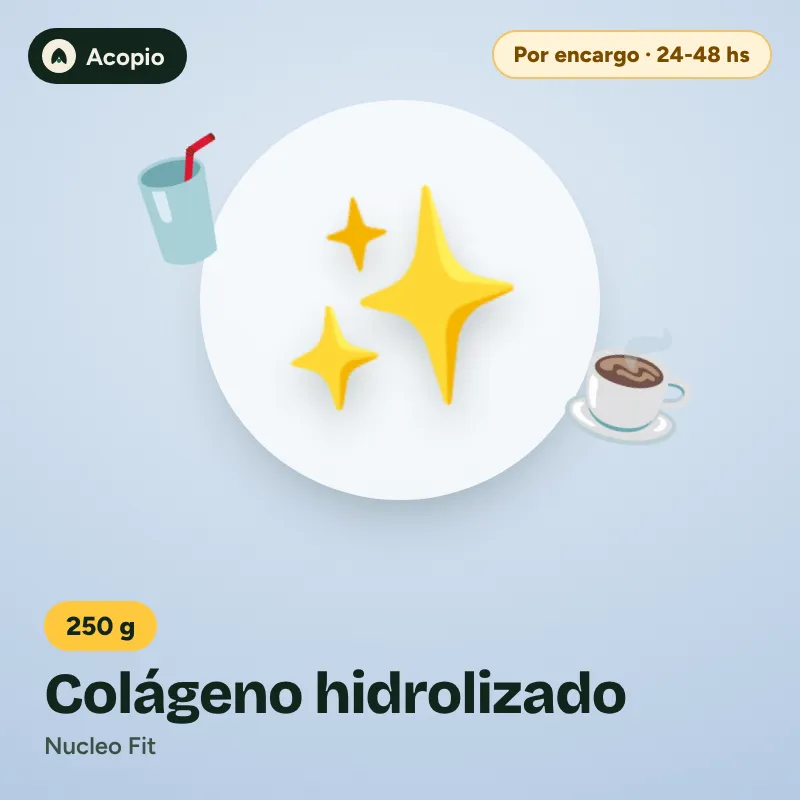 Acopio
Por encargo · 24-48 hs
250 g
Colágeno hidrolizado
Nucleo Fit